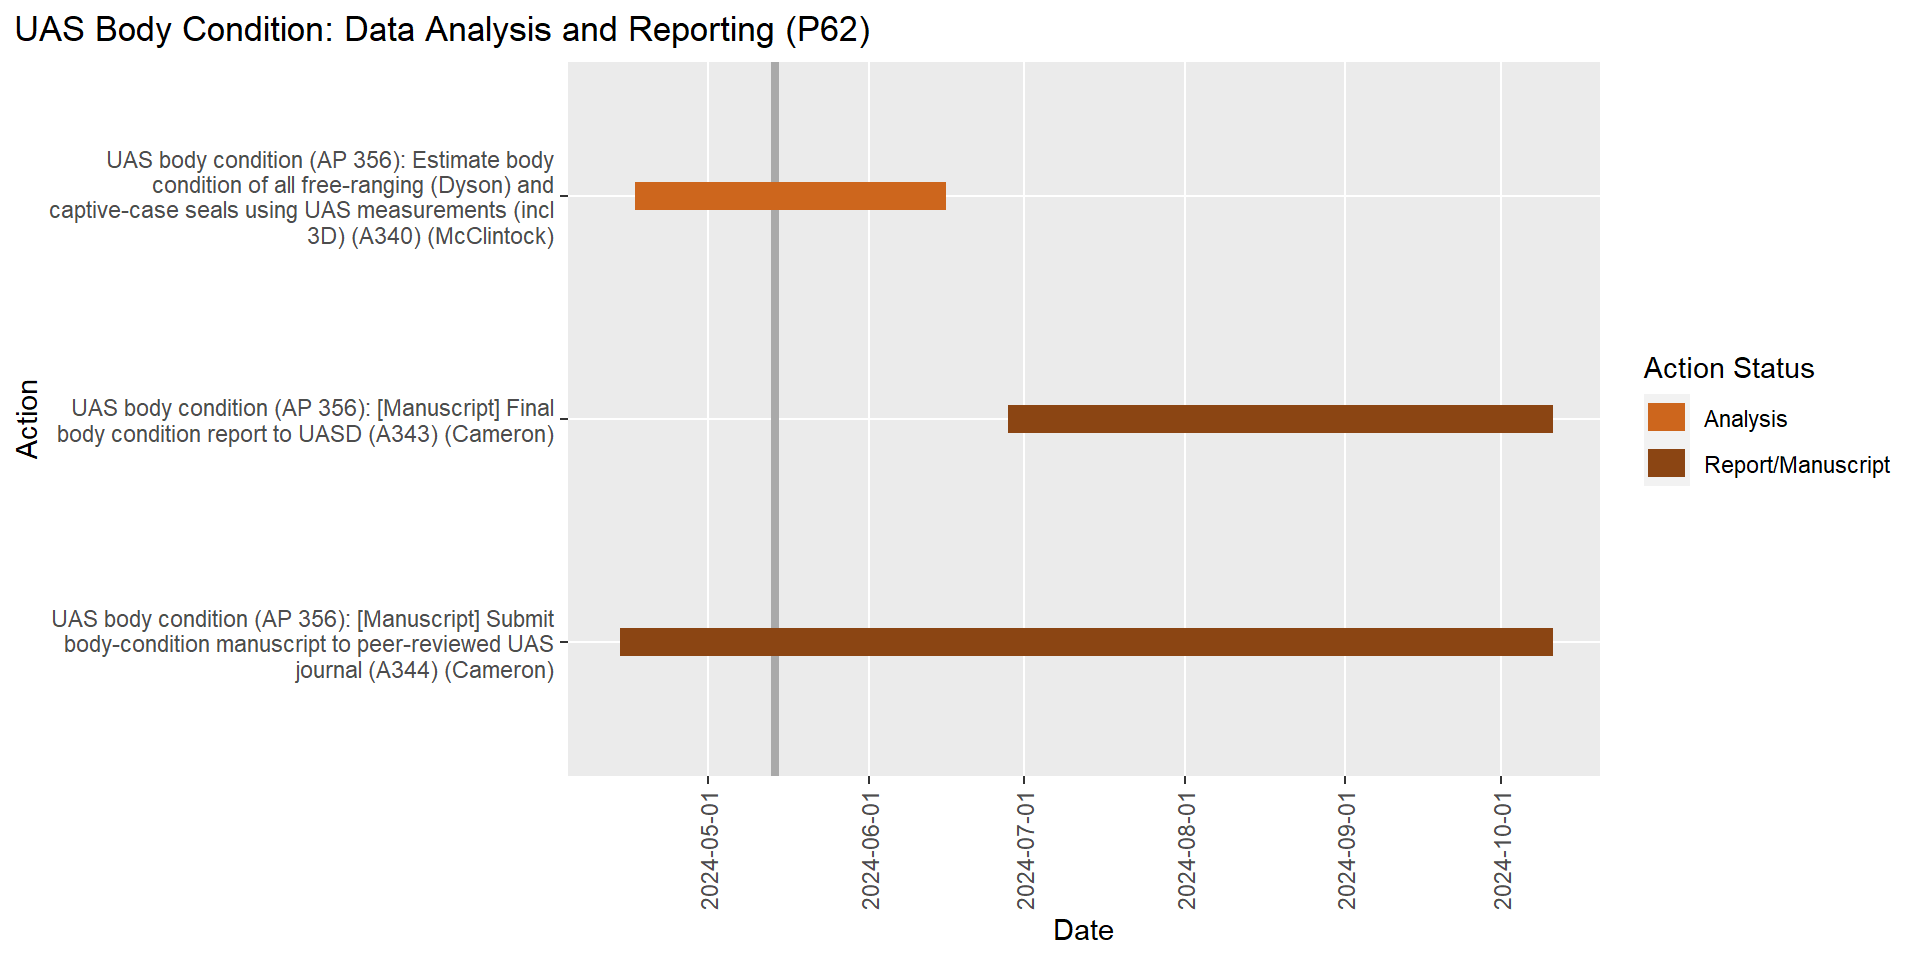 UAS Body Condition: Data Analysis and Reporting (P62)
Action
UAS body condition (AP 356): Estimate body
condition of all free-ranging (Dyson) and
captive-case seals using UAS measurements (incl
3D) (A340) (McClintock)
UAS body condition (AP 356): [Manuscript] Final
body condition report to UASD (A343) (Cameron)
UAS body condition (AP 356): [Manuscript] Submit
body-condition manuscript to peer-reviewed UAS
journal (A344) (Cameron)
2024-05-01
2024-06-01
2024-07-01
2024-08-01
2024-09-01
2024-10-01
Date
Action Status
Analysis
Report/Manuscript